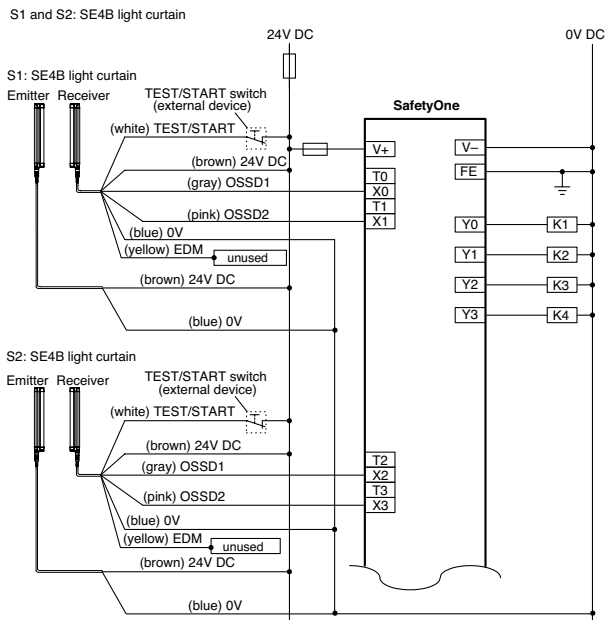 S1 and S2: SE4B light curtain
24V DC
0V DC
S1: SE4B light curtain
Emitter Receiver
TEST/START switch
(external device)
SafetyOne
(white) TEST/START
V+
V–
(brown) 24V DC
T0
FE
(gray) OSSD1
X0
T1
(pink) OSSD2
X1
Y0
K1
(blue) 0V
(yellow) EDM
unused
Y1
K2
(brown) 24V DC
Y2
K3
(blue) 0V
Y3
K4
S2: SE4B light curtain
Emitter Receiver
TEST/START switch
(external device)
(white) TEST/START
(brown) 24V DC
T2
(gray) OSSD1
X2
T3
(pink) OSSD2
X3
(blue) 0V
(yellow) EDM
unused
(brown) 24V DC
(blue) 0V